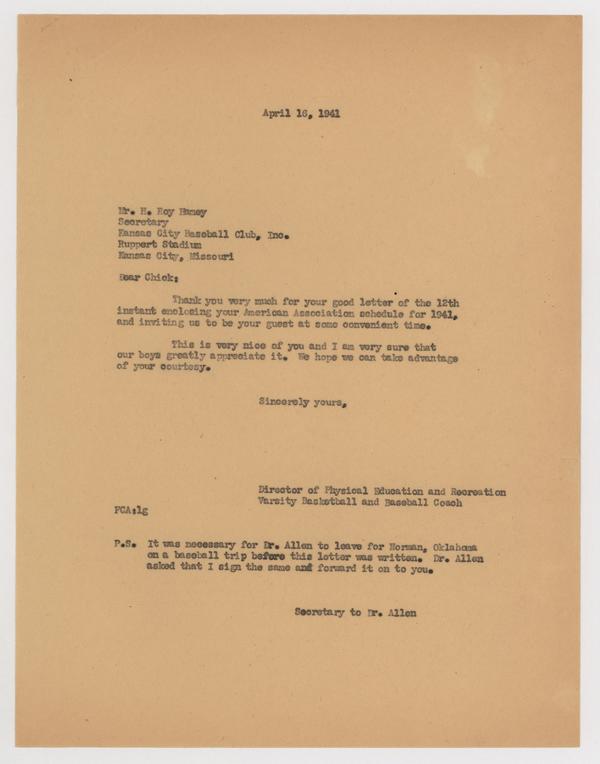 April 16, 1941
Mr. H. Roy Hamey
Secretary
Kansas City Baseball Club, Inc.
Ruppert Stadium
Kansas City, Missouri
Dear Chick:
Thank you very much for your good letter of the 12th
instant enclosing your American Association schedule for 1941,
and inviting us to be your guest at some convenient time.
This is very nice of you and I am very sure that
our boys greatly appreciate it. We hope we can take advantage
of your courtesy.
Sincerely yours,
Director of Physical Education and Recreation
Varsity Basketball and Baseball Coach
FCA:lg
P.S. It was necessary for Dr. Allen to leave for Norman, Oklahoma
on a baseball trip before this letter was written. Dr. Allen
asked that I sign the same and forward it on to you.
Secretary to Dr. Allen